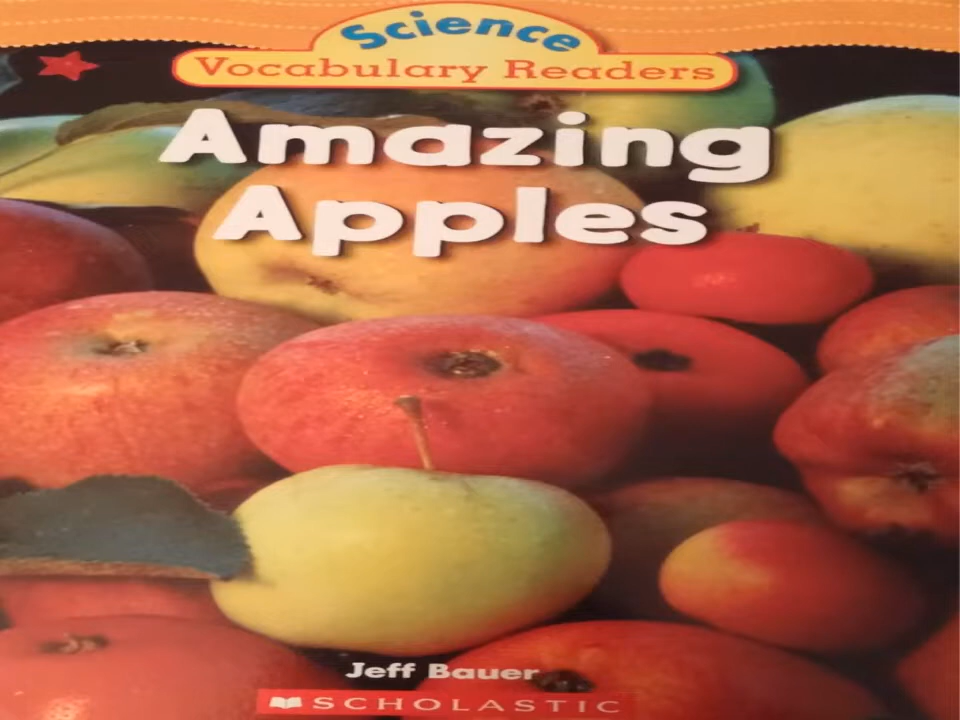 Science
Vocabulary Readers
Amazing
Apples
Jeff Bauer
SCHOLASTIC